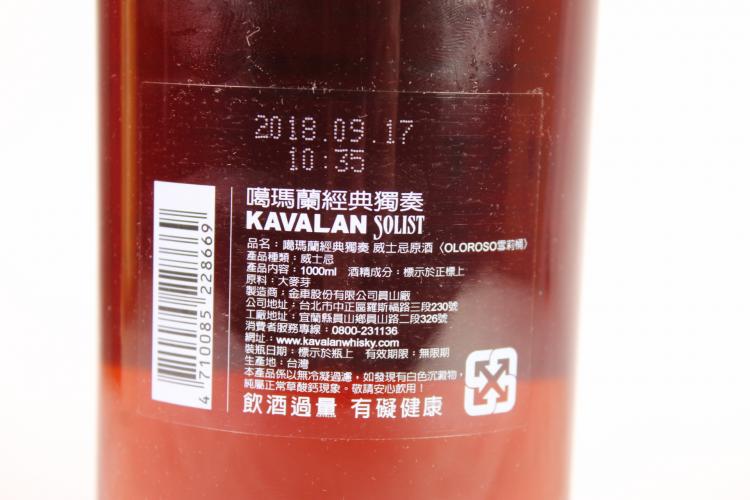 2018.09.17
10:35
噶瑪蘭經典獨奏
KAVALAN SOLIST
品名：噶瑪蘭經典獨奏 威士忌原酒〈OLOROSO雪莉桶〉
產品種類：威士忌
產品內容：1000ml 酒精成分：標示於正標上
原料：大麥芽
製造商：金車股份有限公司員山廠
公司地址：台北市中正區羅斯福路三段230號
工廠地址：宜蘭縣員山鄉員山路二段326號
消費者服務專線：0800-231136
網址：www.kavalanwhisky.com
裝瓶日期：標示於瓶上 有效期限：無限期
生產地：台灣
本產品係以無冷凝過濾，如發現有白色沉澱物，
純屬正常草酸鈣現象。敬請安心飲用！
飲酒過量 有礙健康
4 710085 228669